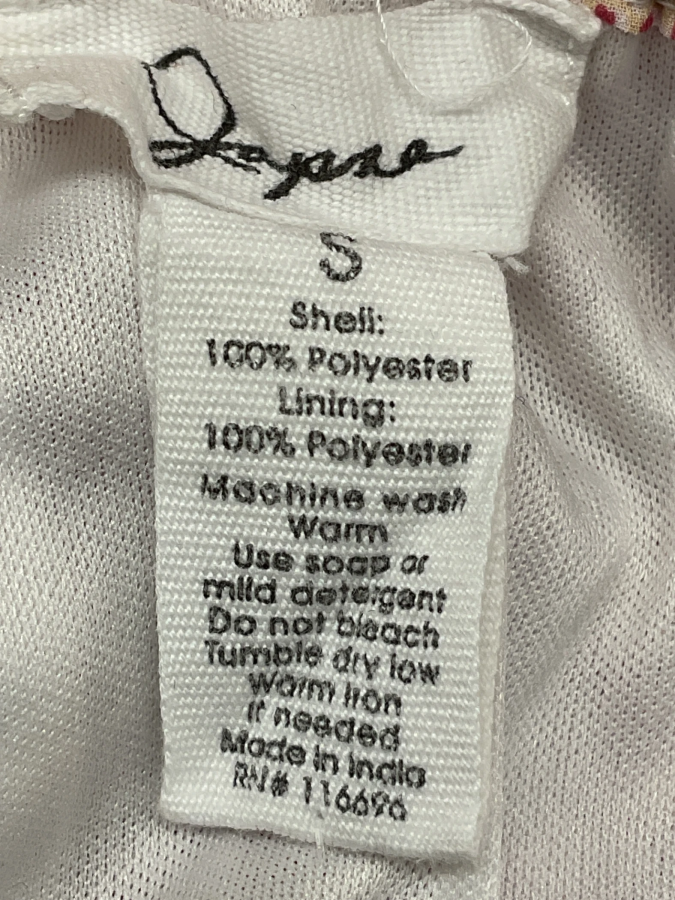 S
Shell:
100% Polyester
Lining:
100% Polyester
Machine wash
Warm
Use soap or
mild detergent
Do not bleach
Tumble dry low
Warm Iron
If needed
Made in India
RN# 116696